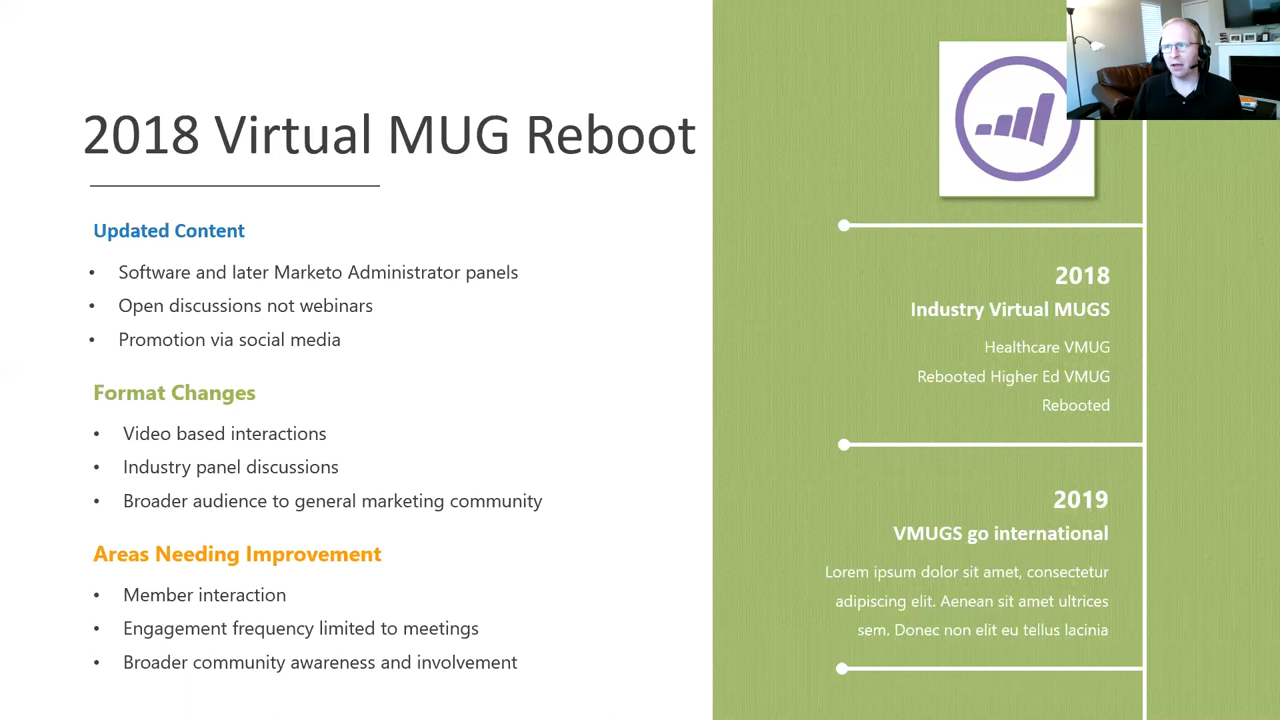 2018 Virtual MUG Reboot
Updated Content
• Software and later Marketo Administrator panels
• Open discussions not webinars
• Promotion via social media
Format Changes
• Video based interactions
• Industry panel discussions
• Broader audience to general marketing community
Areas Needing Improvement
• Member interaction
• Engagement frequency limited to meetings
• Broader community awareness and involvement
2018
Industry Virtual MUGS
Healthcare VMUG
Rebooted Higher Ed VMUG
Rebooted
2019
VMUGS go international
Lorem ipsum dolor sit amet, consectetur
adipiscing elit. Aenean sit amet ultrices
sem. Donec non elit eu tellus lacinia